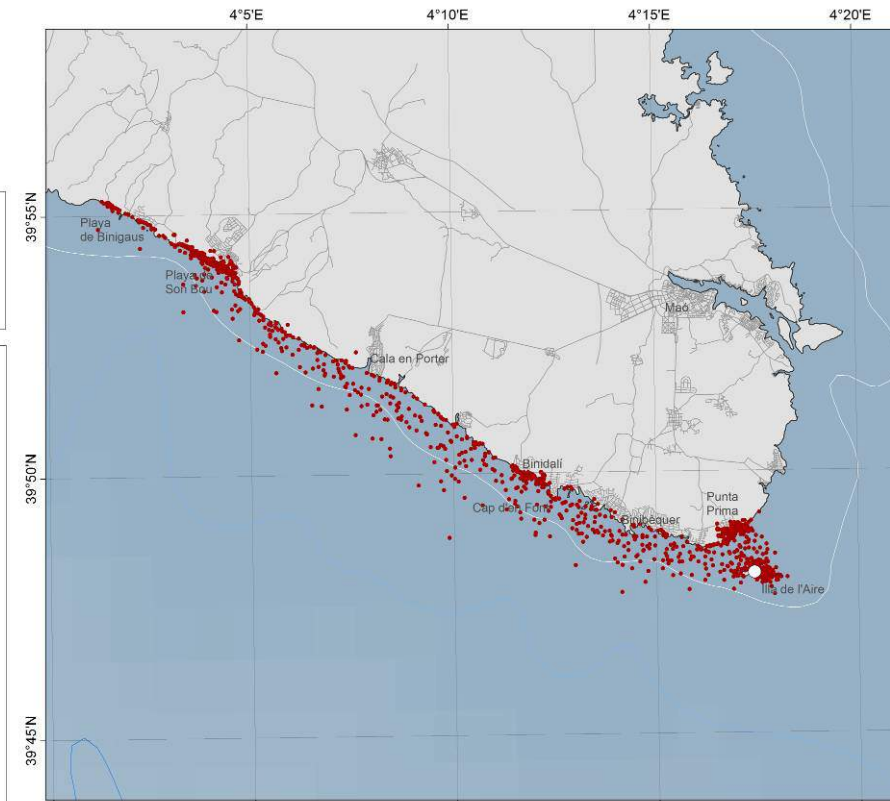 4°5'E
4°10'E
4°15'E
4°20'E
39°55'N
39°50'N
39°45'N
Playa
de Binigaus
Playa de
Son Bou
Maó
Cala en Porter
Binidalí
Cap d'en Font
Binibèquer
Punta
Prima
Illa de l'Aire